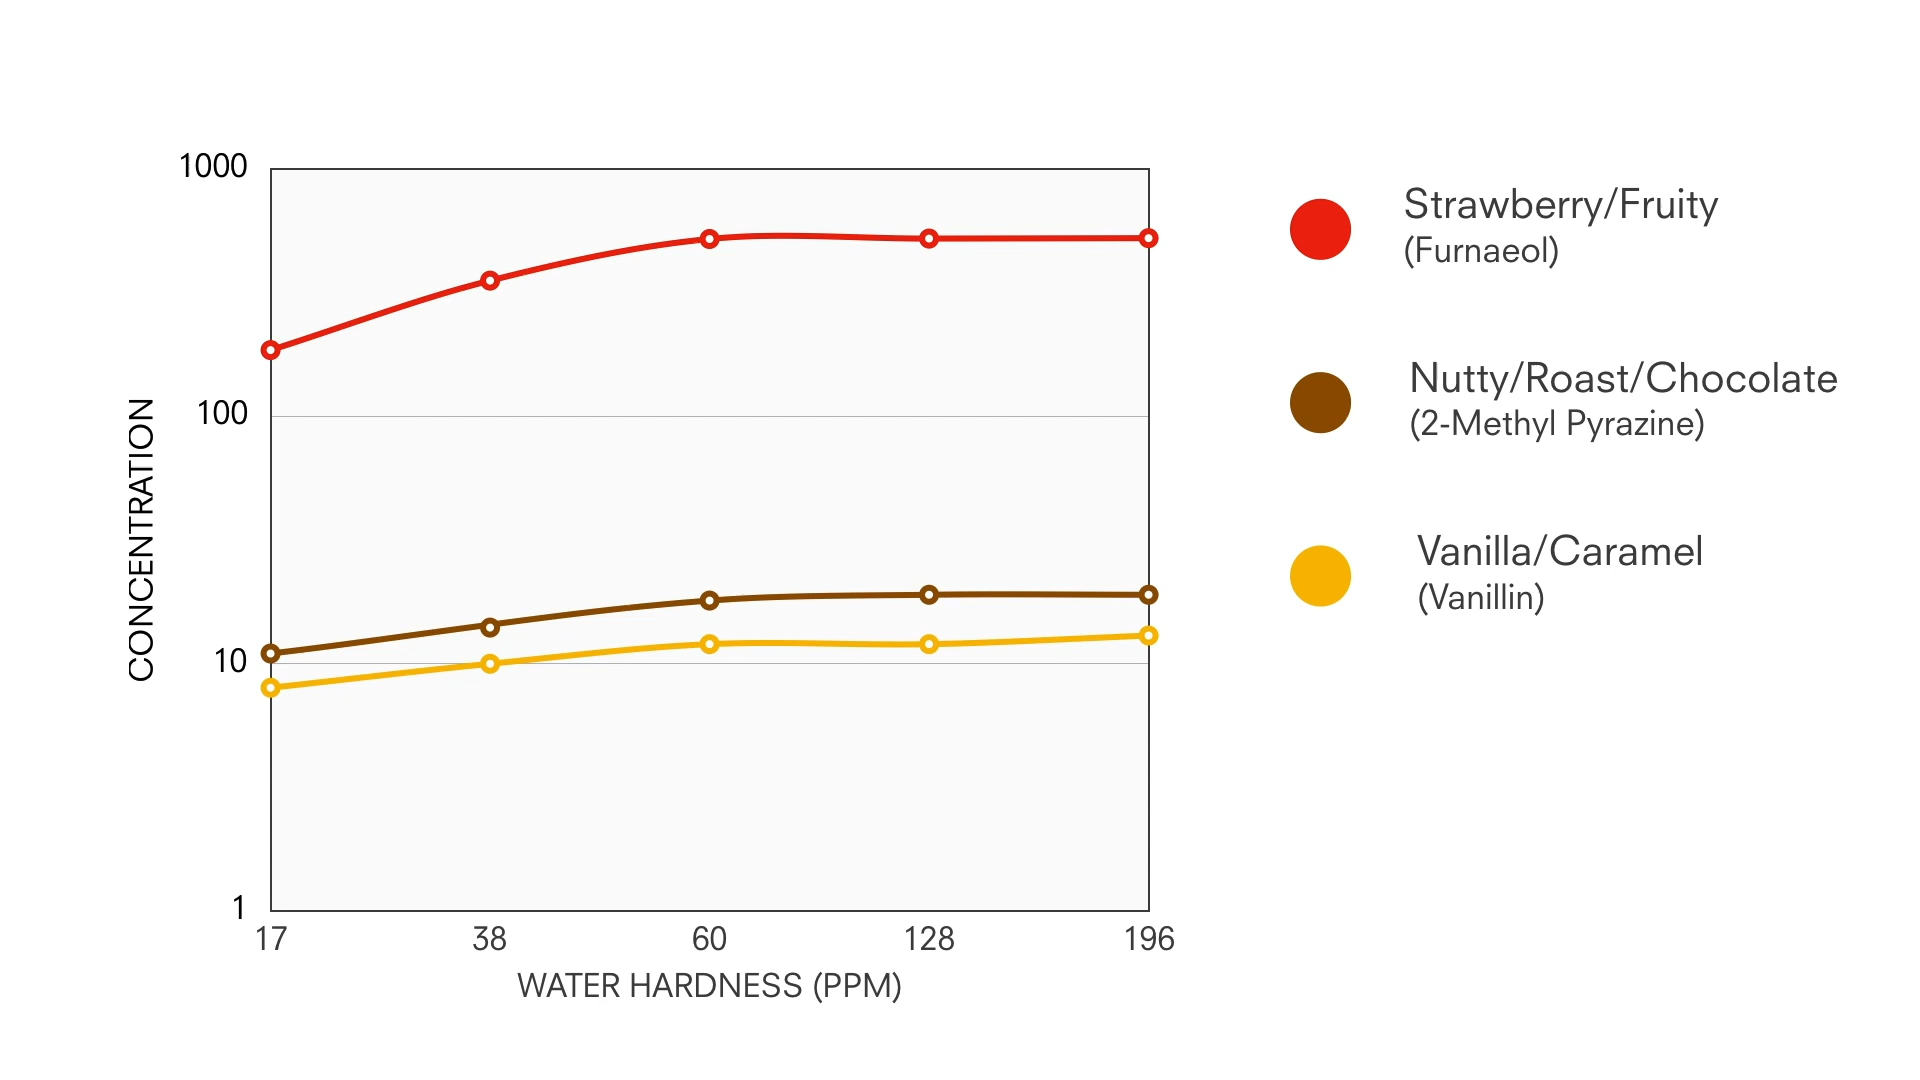 1000
100
10
1
CONCENTRATION
17 38 60 128 196
WATER HARDNESS (PPM)
Strawberry/Fruity
(Furnaeol)
Nutty/Roast/Chocolate
(2-Methyl Pyrazine)
Vanilla/Caramel
(Vanillin)